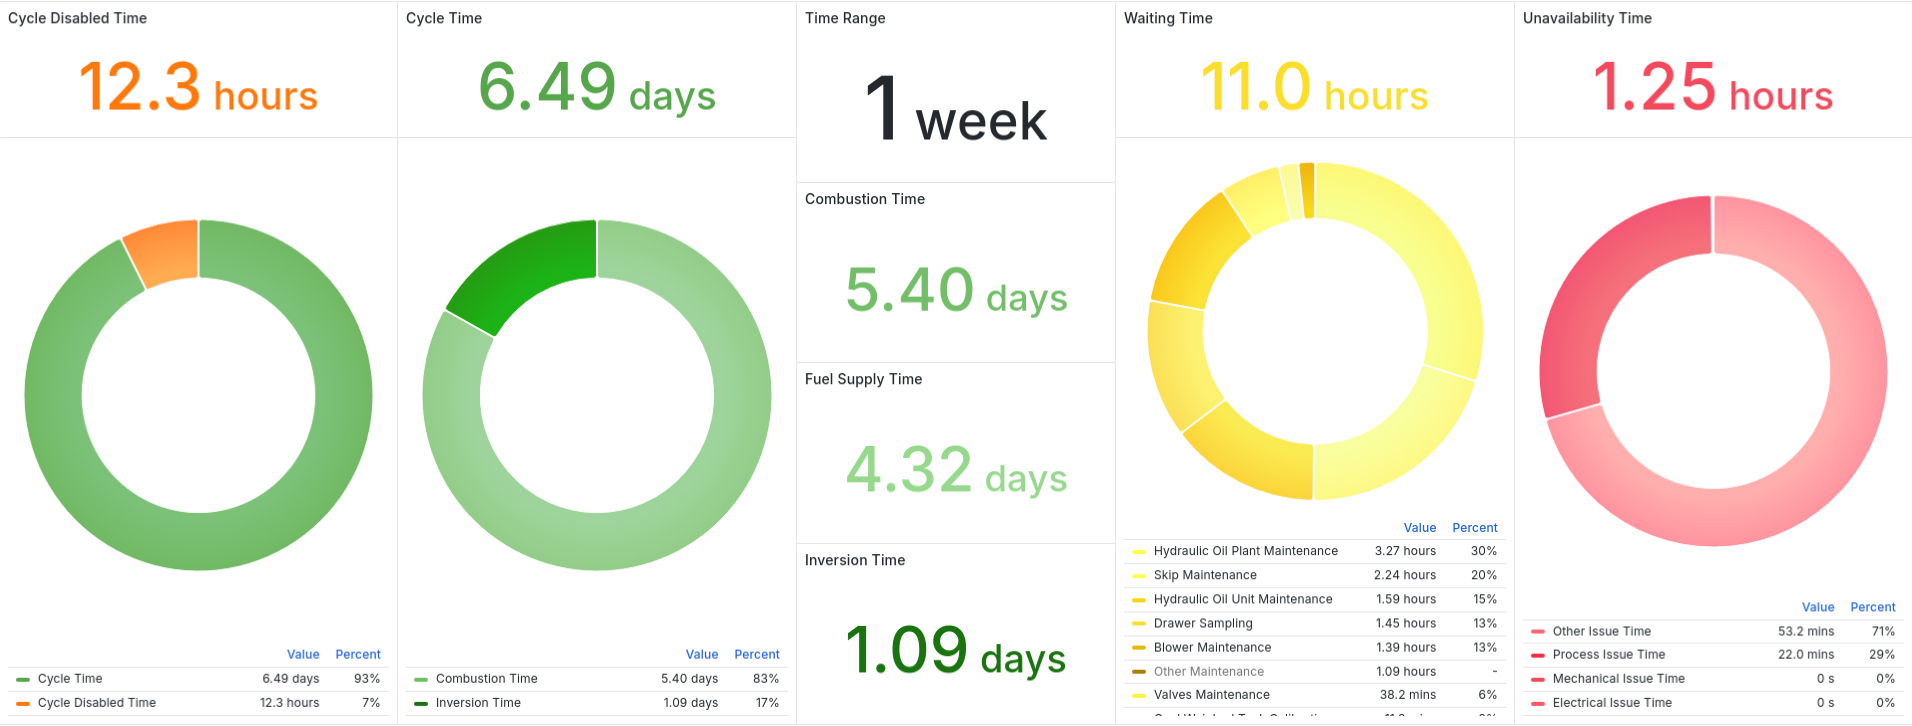 Cycle Disabled Time
12.3 hours
Value Percent
Cycle Time 6.49 days 93%
Cycle Disabled Time 12.3 hours 7%
Cycle Time
6.49 days
Value Percent
Combustion Time 5.40 days 83%
Inversion Time 1.09 days 17%
Time Range
1 week
Combustion Time
5.40 days
Fuel Supply Time
4.32 days
Inversion Time
1.09 days
Waiting Time
11.0 hours
Value Percent
Hydraulic Oil Plant Maintenance 3.27 hours 30%
Skip Maintenance 2.24 hours 20%
Hydraulic Oil Unit Maintenance 1.59 hours 15%
Drawer Sampling 1.45 hours 13%
Blower Maintenance 1.39 hours 13%
Other Maintenance 1.09 hours -
Valves Maintenance 38.2 mins 6%
Unavailability Time
1.25 hours
Value Percent
Other Issue Time 53.2 mins 71%
Process Issue Time 22.0 mins 29%
Mechanical Issue Time 0 s 0%
Electrical Issue Time 0 s 0%